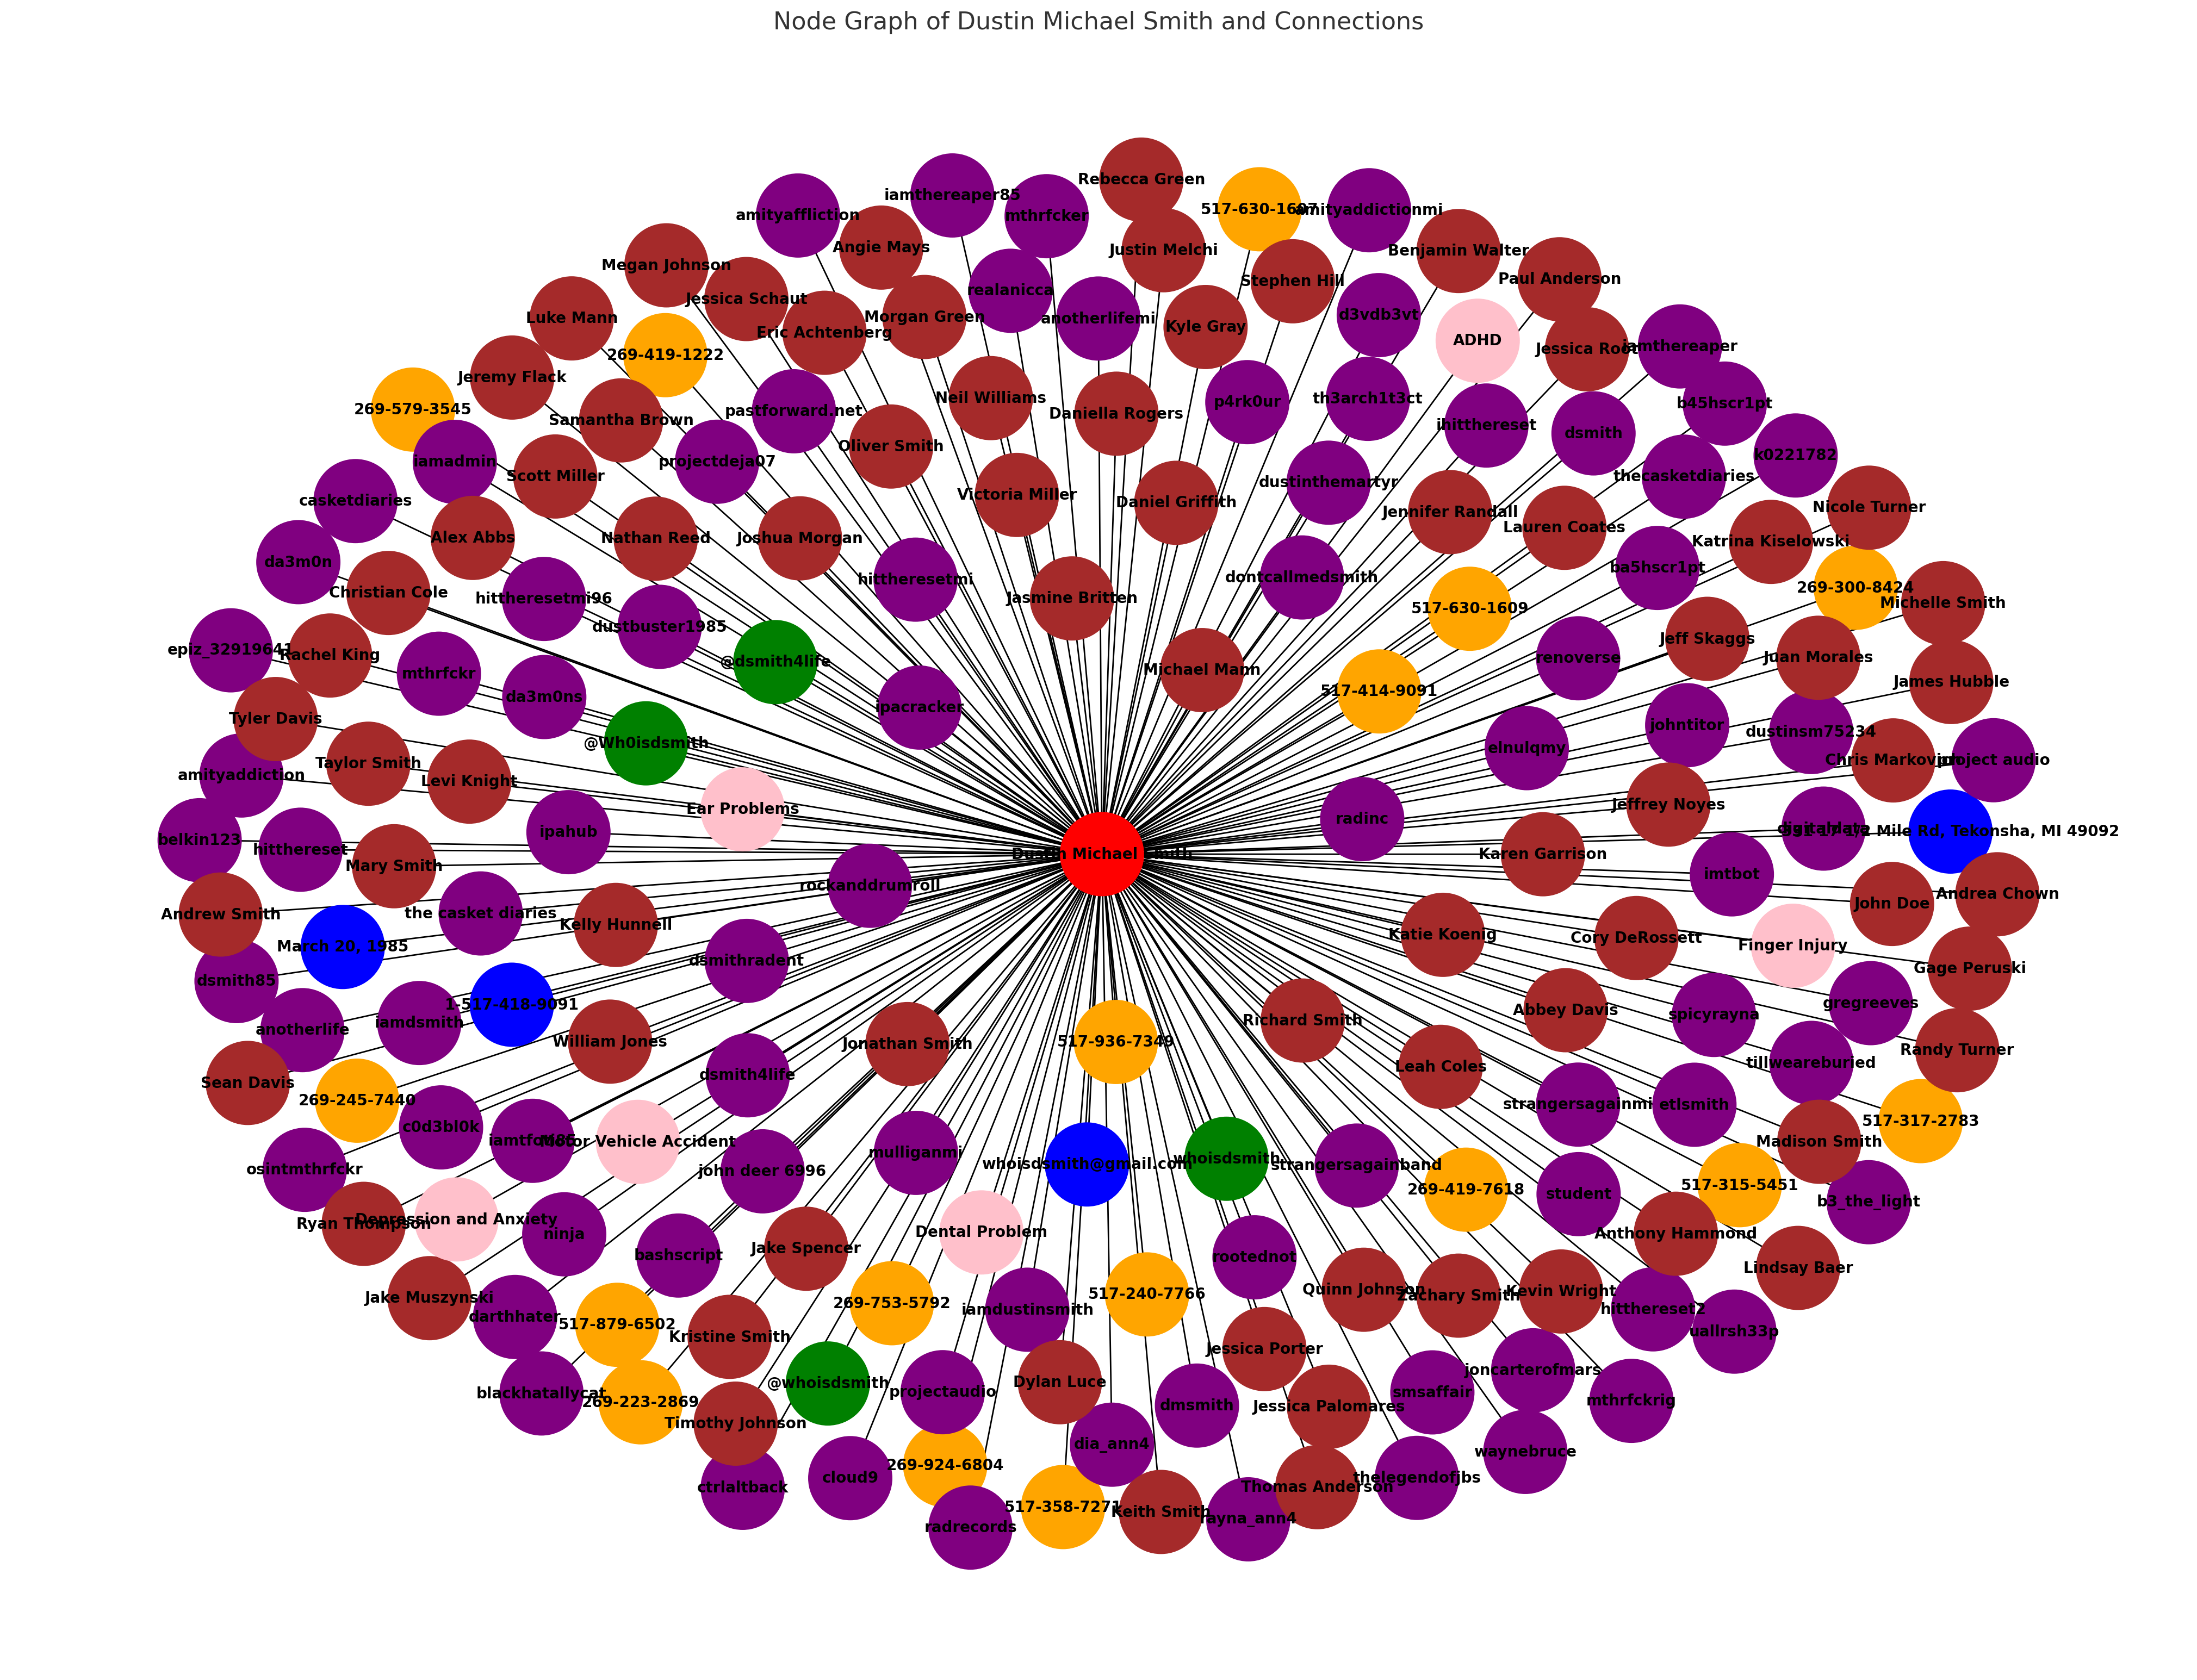 Node Graph of Dustin Michael Smith and Connections
Rebecca Green
iamthereaper85
517-630-1607
amityaddictionmi
amityaffliction
mthrfcker
Angie Mays
Justin Melchi
Benjamin Walter
Megan Johnson
Stephen Hill
Paul Anderson
realanicca
Jessica Schaut
Luke Mann
Morgan Green
anotherlifemi
d3vdb3vt
Eric Achtenberg
Kyle Gray
ADHD
Jessica Root
iamthereaper
269-419-1222
Jeremy Flack
Neil Williams
th3arch1t3ct
p4rk0ur
b45hscr1pt
269-579-3545
pastforward.net
Daniella Rogers
Samantha Brown
ihitthereset
dsmith
Oliver Smith
k0221782
iamadmin
projectdeja07
Scott Miller
thecasketdiaries
dustinthemartyr
casketdiaries
Victoria Miller
Daniel Griffith
Nicole Turner
Jennifer Randall
Lauren Coates
Alex Abbs
Nathan Reed
Joshua Morgan
Katrina Kiselowski
da3m0n
ba5hscr1pt
hittheresetmi
dontcallmedsmith
269-300-8424
Christian Cole
hittheresetmi96
Jasmine Britten
Michelle Smith
517-630-1609
dustbuster1985
Jeff Skaggs
Rachel King
@dsmith4life
renoverse
Juan Morales
Michael Mann
mthrfckr
James Hubble
517-414-9091
da3m0ns
ipacracker
Tyler Davis
johntitor
dustinsm75234
@Wh0isdsmith
elnulqmy
Taylor Smith
project audio
amityaddiction
Levi Knight
Jeffrey Noyes
Ear Problems
radinc
ipahub
Mile Rd, Tekonsha, MI 49092
belkin123
hitthereset
Dustin Michael Smith
Karen Garrison
Mary Smith
imtbot
rockanddrumroll
Andrea Chown
John Doe
Andrew Smith
the casket diaries
Kelly Hunnell
Katie Koenig
Cory DeRossett
March 20, 1985
Finger Injury
dsmithradent
Gage Peruski
dsmith85
1-517-418-9091
gregreeves
Abbey Davis
spicyrayna
iamdsmith
Richard Smith
anotherlife
William Jones
Jonathan Smith
517-936-7349
Randy Turner
tillweareburied
Leah Coles
dsmith4life
Sean Davis
269-245-7440
strangersagainmi
etlsmith
517-317-2783
c0d3bl0k
Motor Vehicle Accident
Madison Smith
mulliganmi
whoisdsmith
whoisdsmith@gmail.com
strangersagainband
osintmthrfckr
john deer 6996
517-315-5451
269-419-7618
student
b3_the_light
Depression and Anxiety
Ryan Thompson
Dental Problem
ninja
Anthony Hammond
Jake Spencer
bashscript
rootednot
Lindsay Baer
Quinn Johnson
Kevin Wright
517-240-7766
Zachary Smith
Jake Muszynski
269-753-5792
iamdustinsmith
hitthereset2
darthhater
517-879-6502
uallrsh33p
Kristine Smith
Jessica Porter
joncarterofmars
@whoisdsmith
Dylan Luce
projectaudio
smsaffair
blackhatallycat
mthrfckrig
269-223-2869
dmsmith
Jessica Palomares
Timothy Johnson
dia_ann4
waynebruce
269-924-6804
cloud9
thelegendofjbs
ctrlaltback
Thomas Anderson
517-358-7271
Keith Smith
rayna_ann4
radrecords